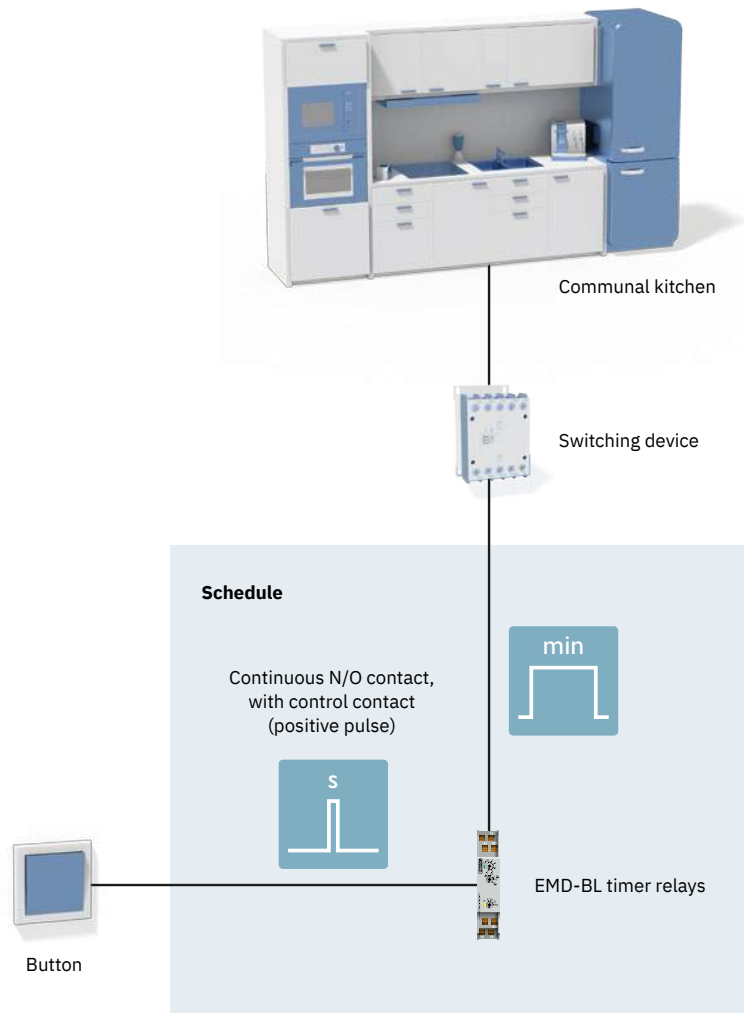 Communal kitchen
Switching device
Schedule
min
Continuous N/O contact,
with control contact
(positive pulse)
s
EMD-BL timer relays
Button